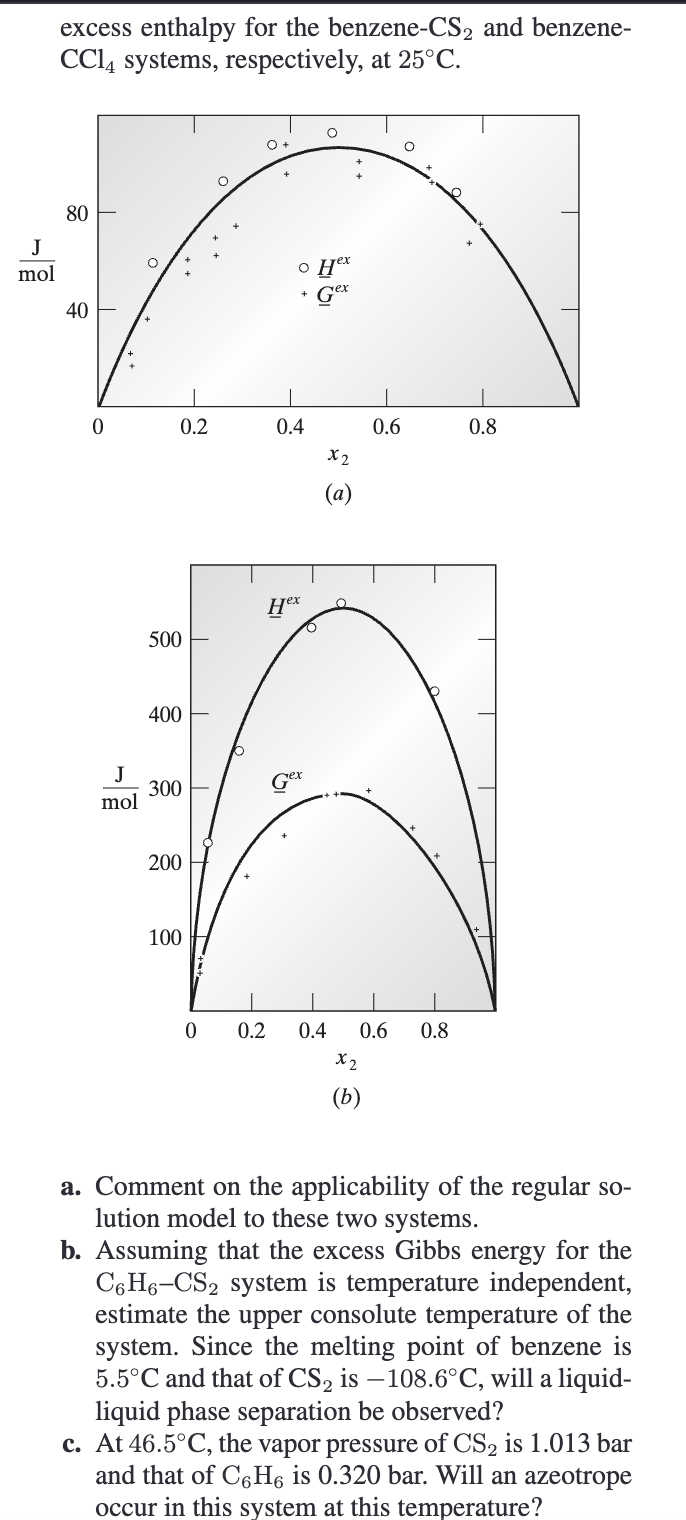 excess enthalpy for the benzene-CS₂ and benzene-
CCl₄ systems, respectively, at 25°C.
80
J
mol
40
○ Hᵉˣ
+ Gᵉˣ
0 0.2 0.4 0.6 0.8
x₂
(a)
Hᵉˣ
500
400
J
mol
300
Gᵉˣ
200
100
0 0.2 0.4 0.6 0.8
x₂
(b)
a. Comment on the applicability of the regular so-
lution model to these two systems.
b. Assuming that the excess Gibbs energy for the
C₆H₆–CS₂ system is temperature independent,
estimate the upper consolute temperature of the
system. Since the melting point of benzene is
5.5°C and that of CS₂ is −108.6°C, will a liquid-
liquid phase separation be observed?
c. At 46.5°C, the vapor pressure of CS₂ is 1.013 bar
and that of C₆H₆ is 0.320 bar. Will an azeotrope
occur in this system at this temperature?